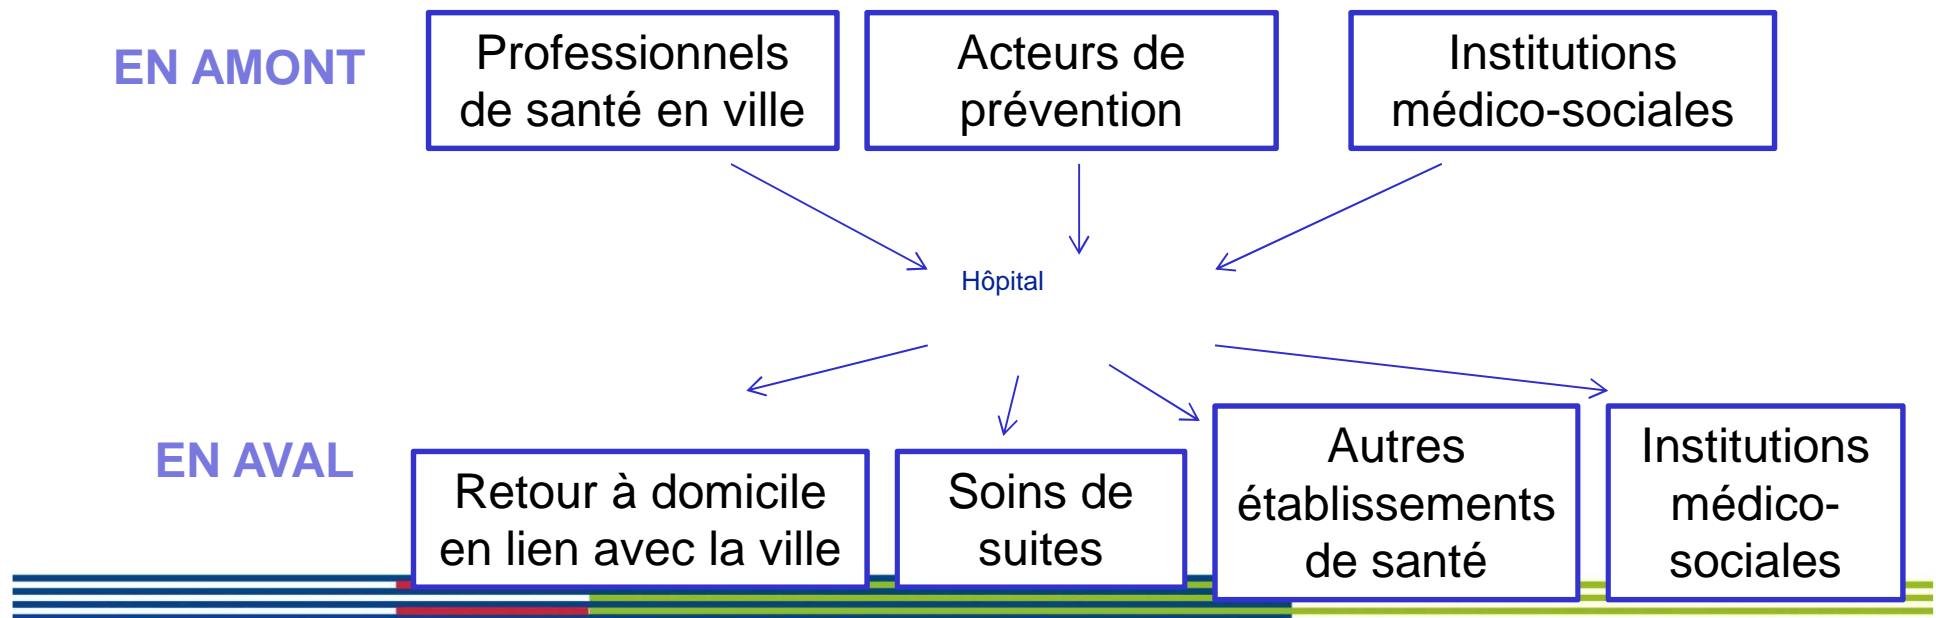 EN AMONT
Professionnels
de santé en ville
Acteurs de
prévention
Institutions
médico-sociales
Hôpital
EN AVAL
Retour à domicile
en lien avec la ville
Soins de
suites
Autres
établissements
de santé
Institutions
médico-
sociales